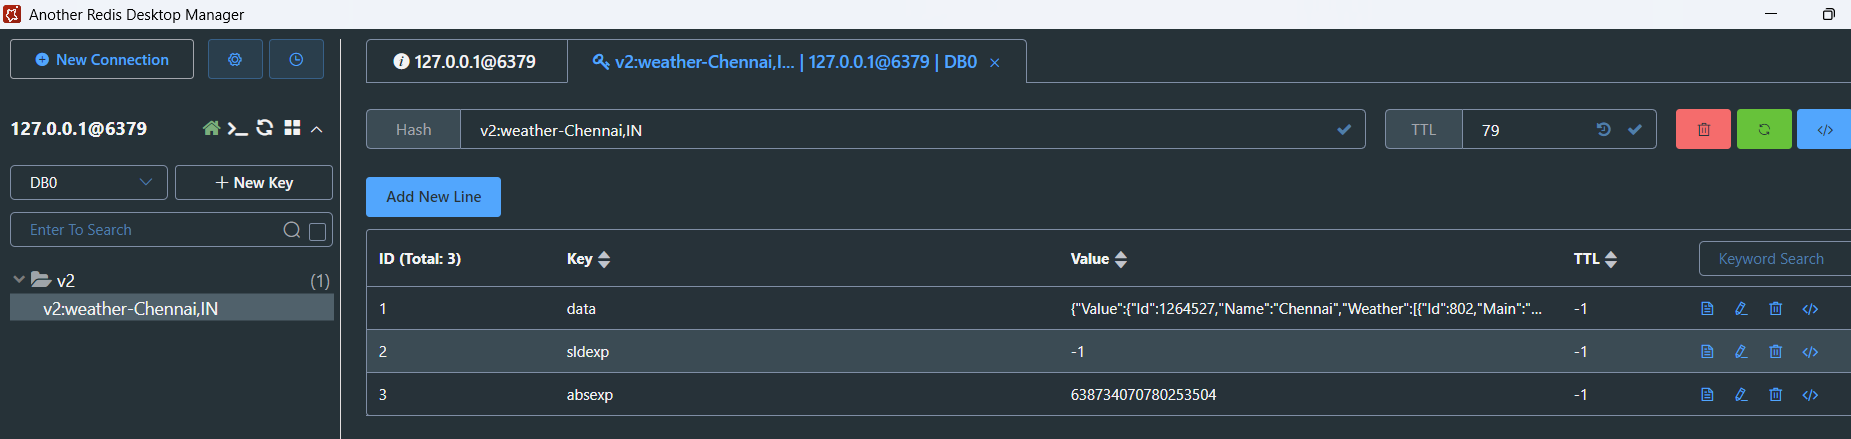 Another Redis Desktop Manager
New Connection
127.0.0.1@6379
v2:weather-Chennai,I... | 127.0.0.1@6379 | DB0
127.0.0.1@6379
Hash
v2:weather-Chennai,IN
TTL
79
DB0
New Key
Add New Line
Enter To Search
ID (Total: 3)
Key
Value
TTL
Keyword Search
v2
(1)
v2:weather-Chennai,IN
1
data
{"Value":{"Id":1264527,"Name":"Chennai","Weather":[{"Id":802,"Main":"...
-1
2
sldexp
-1
-1
3
absexp
638734070780253504
-1